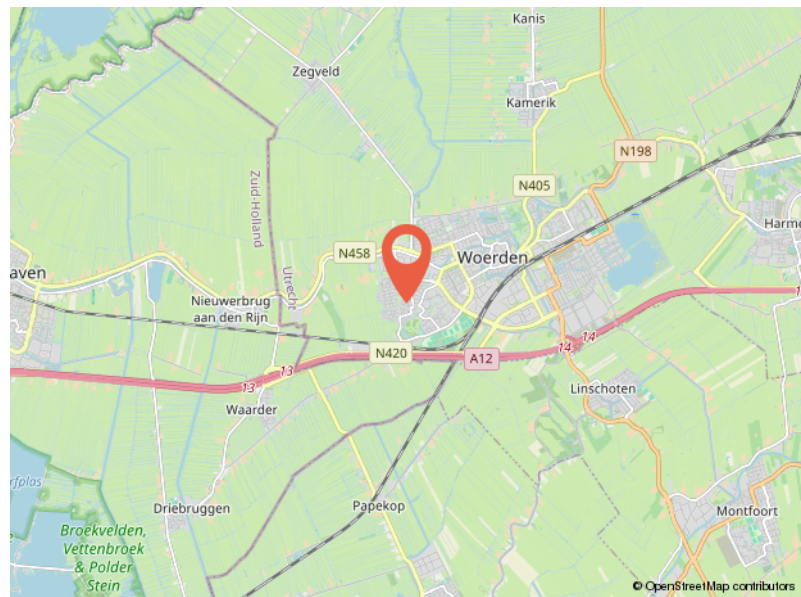 Kanis
Zegveld
Kamerik
N198
N405
Zuid-Holland
Utrecht
Harme
N458
Woerden
aven
Nieuwerbrug
aan den Rijn
14
14
N420
A12
13
13
Linschoten
Waarder
Driebruggen
Papekop
Montfoort
Broekvelden,
Vettenbroek
& Polder
Stein
© OpenStreetMap contributors